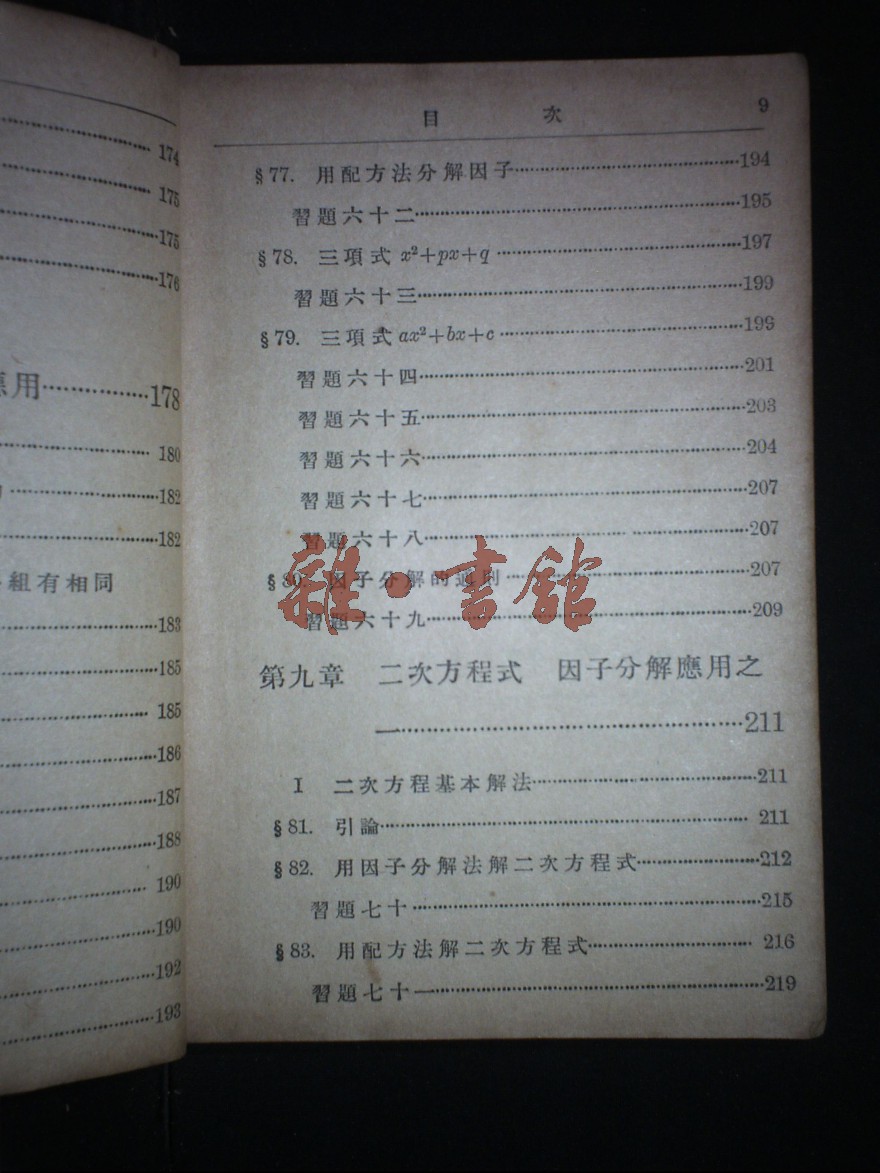 174
175
175
176
應用……………178
180
182
182
組有相同
183
185
185
186
187
188
190
190
192
193
目 次 9
§77. 用配方法分解因子……194
習題六十二……195
§78. 三項式 x²+px+q……197
習題六十三……199
§79. 三項式 ax²+bx+c……199
習題六十四……201
習題六十五……203
習題六十六……204
習題六十七……207
習題六十八……207
§80. 因子分解的通則……207
習題六十九……209
第九章 二次方程式 因子分解應用之
一……211
I 二次方程基本解法……211
§81. 引論……211
§82. 用因子分解法解二次方程式……212
習題七十……215
§83. 用配方法解二次方程式……216
習題七十一……219
雜·書館